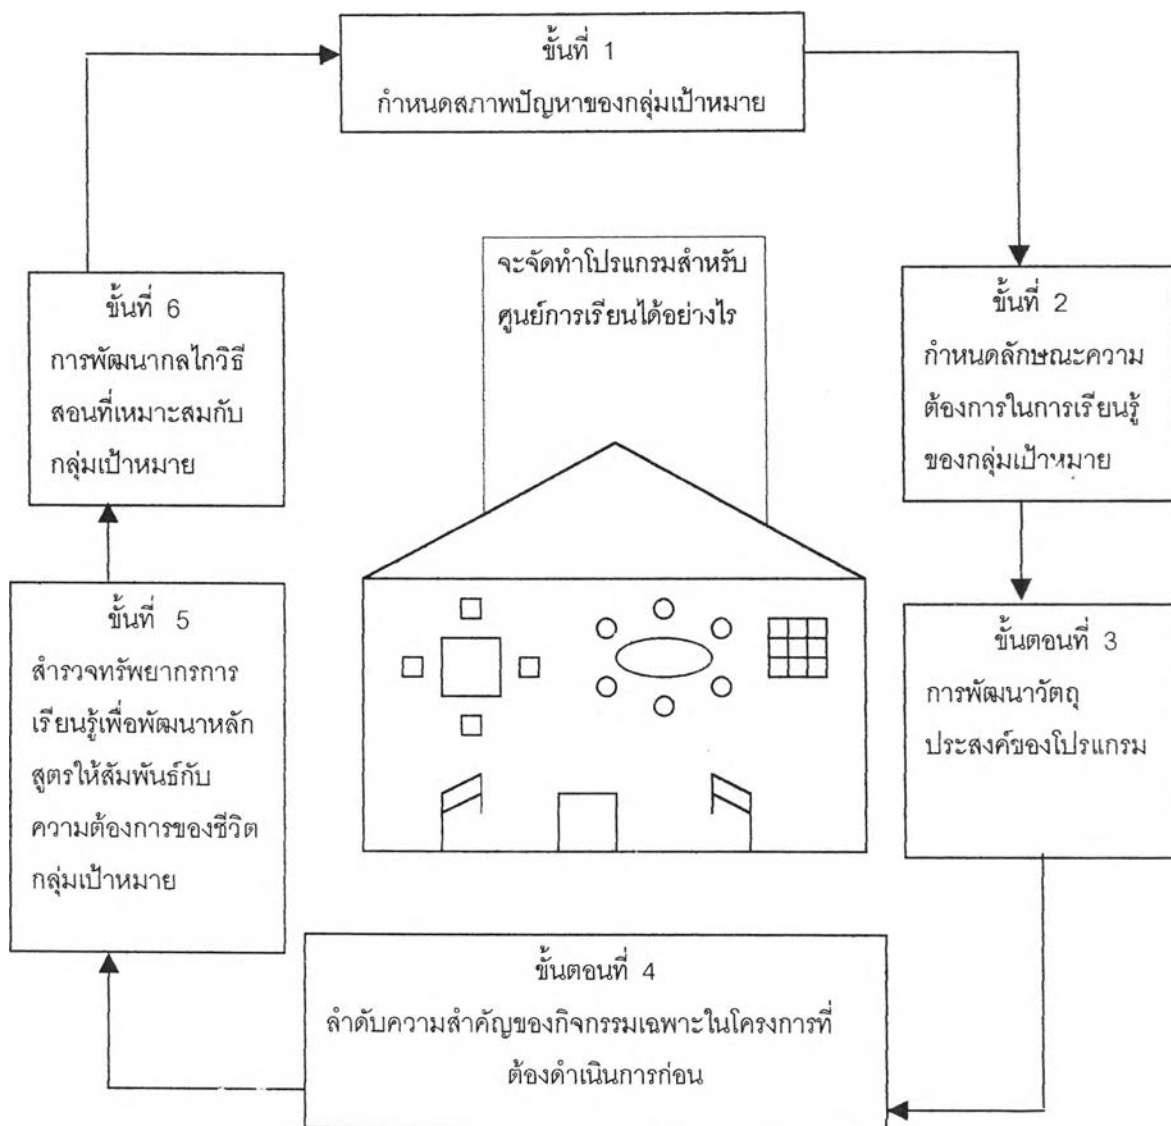 ขั้นที่ 1
กำหนดสภาพปัญหาของกลุ่มเป้าหมาย
จะจัดทำโปรแกรมสำหรับ
ศูนย์การเรียนได้อย่างไร
ขั้นที่ 2
กำหนดลักษณะความ
ต้องการในการเรียนรู้
ของกลุ่มเป้าหมาย
ขั้นตอนที่ 3
การพัฒนาวัตถุ
ประสงค์ของโปรแกรม
ขั้นตอนที่ 4
ลำดับความสำคัญของกิจกรรมเฉพาะในโครงการที่
ต้องดำเนินการก่อน
ขั้นที่ 5
สำรวจทรัพยากรการ
เรียนรู้เพื่อพัฒนาหลัก
สูตรให้สัมพันธ์กับ
ความต้องการของชีวิต
กลุ่มเป้าหมาย
ขั้นที่ 6
การพัฒนากลไกวิธี
สอนที่เหมาะสมกับ
กลุ่มเป้าหมาย